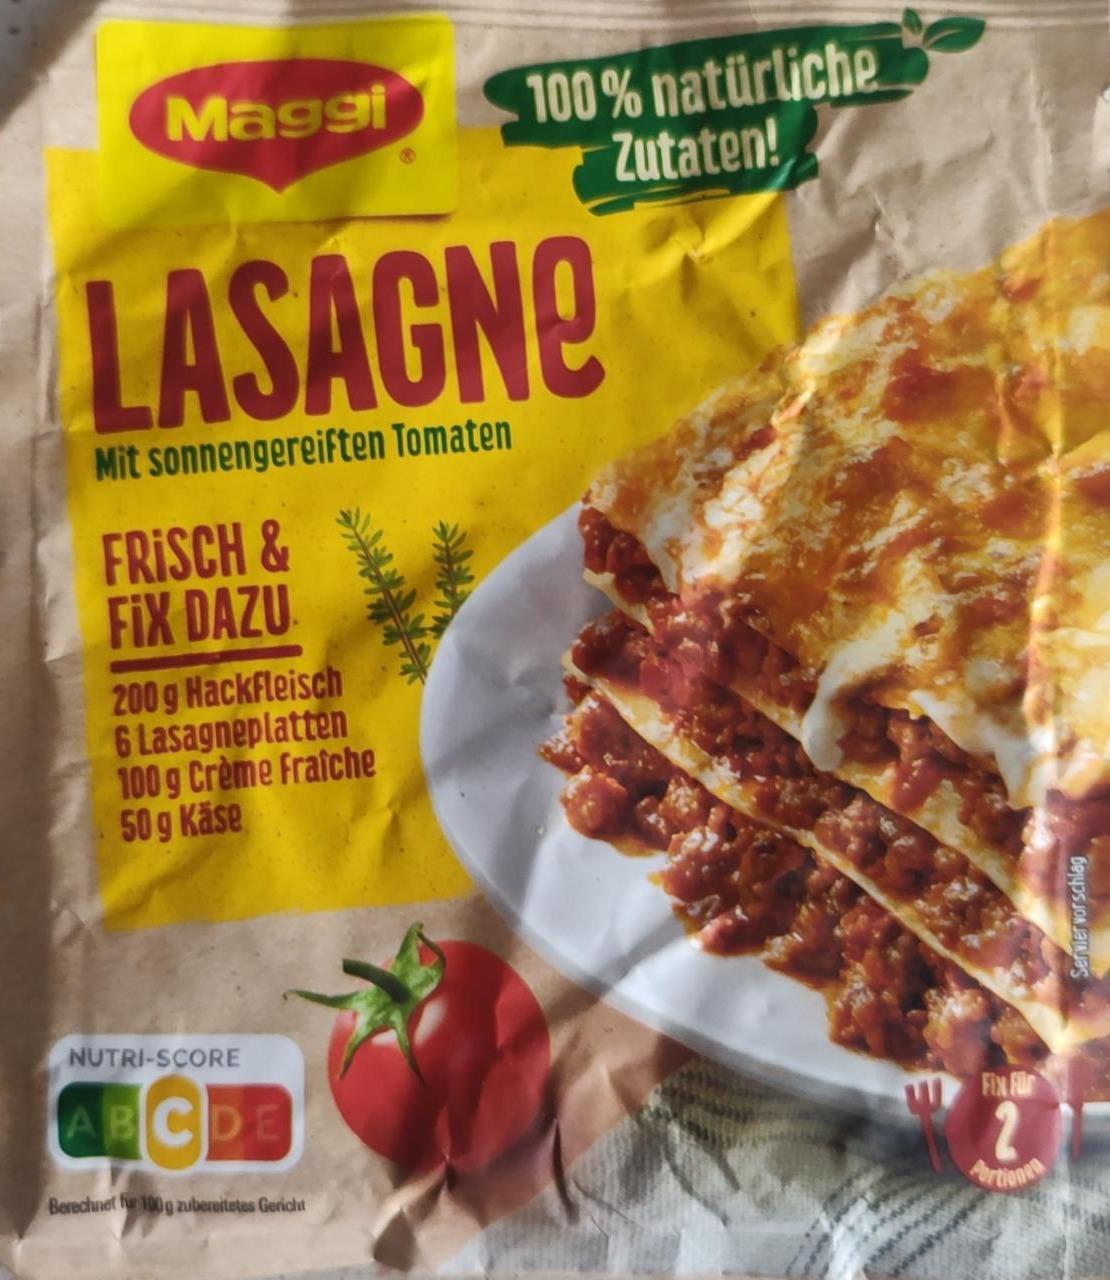 Maggi
®
100% natürliche
Zutaten!
LASAGNe
Mit sonnengereiften Tomaten
FRiSCH &
FiX DAZU
200 g Hackfleisch
6 Lasagneplatten
100 g Crème Fraîche
50 g Käse
Serviervorschlag
NUTRI-SCORE
A B C D E
Berechnet für 100 g zubereitetes Gericht
Fix für
2
Portionen